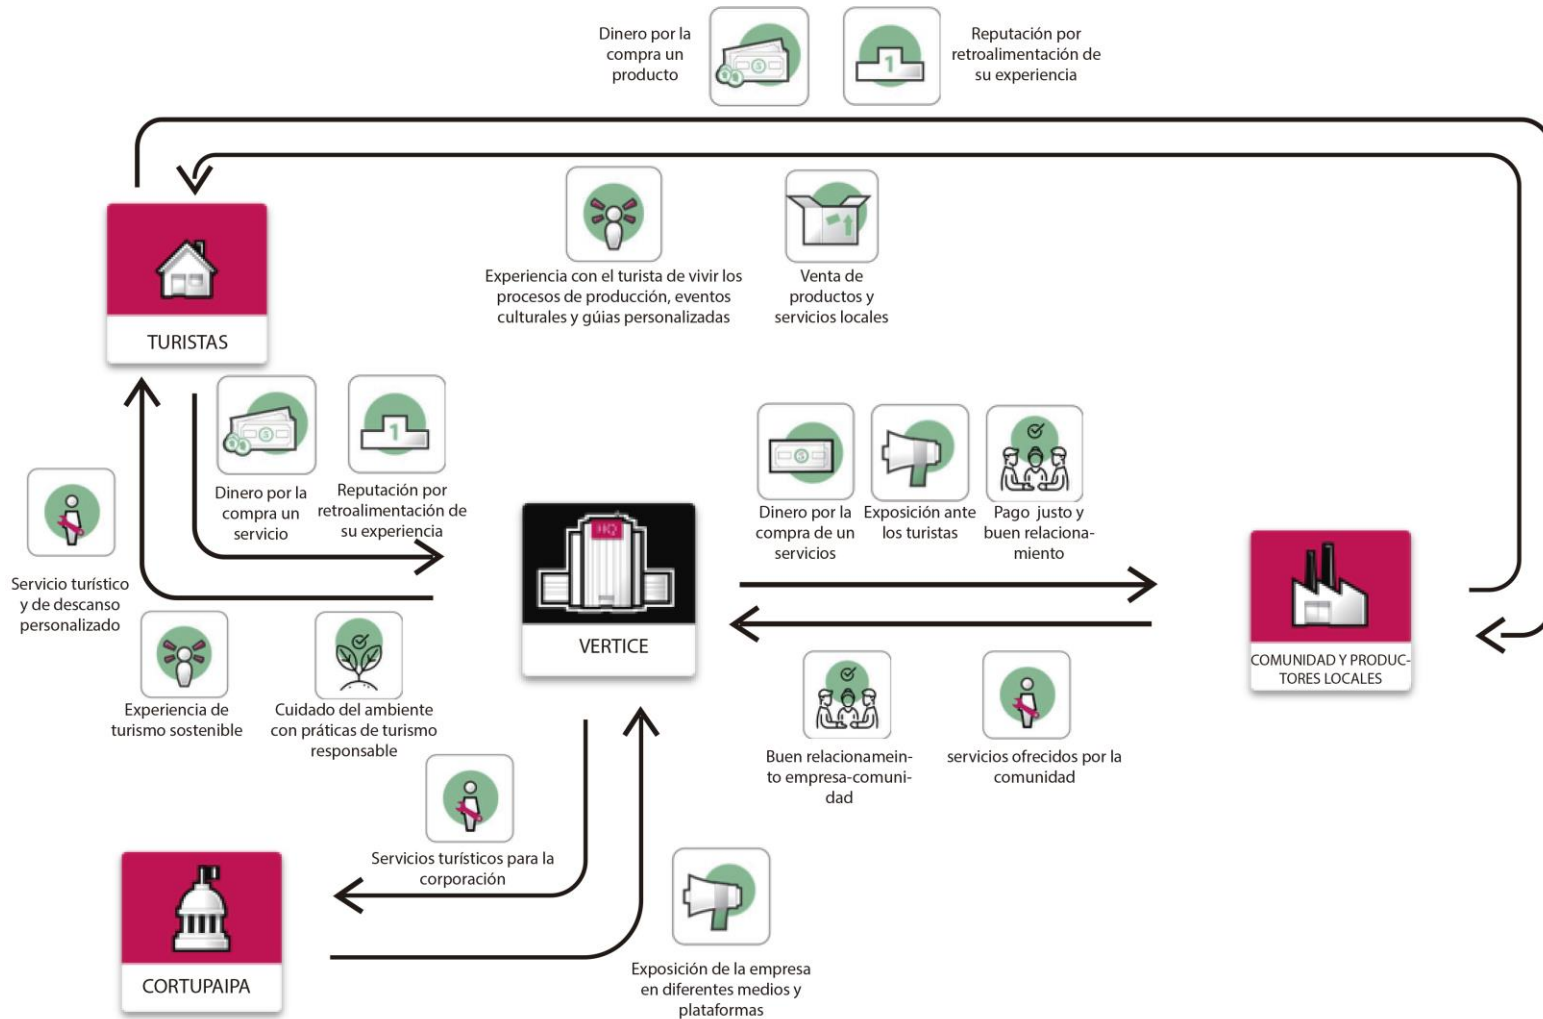 Dinero por la
compra un
producto
Reputación por
retroalimentación de
su experiencia
1
Experiencia con el turista de vivir los
procesos de producción, eventos
culturales y gúias personalizadas
Venta de
productos y
servicios locales
TURISTAS
1
Dinero por la
compra un
servicio
Reputación por
retroalimentación de
su experiencia
Servicio turístico
y de descanso
personalizado
Experiencia de
turismo sostenible
Cuidado del ambiente
con práticas de turismo
responsable
HQ
VERTICE
Dinero por la
compra de un
servicios
Exposición ante
los turistas
Pago justo y
buen relaciona-
miento
COMUNIDAD Y PRODUC-
TORES LOCALES
Buen relacionamein-
to empresa-comuni-
dad
servicios ofrecidos por la
comunidad
Servicios turísticos para la
corporación
CORTUPAIPA
Exposición de la empresa
en diferentes medios y
plataformas